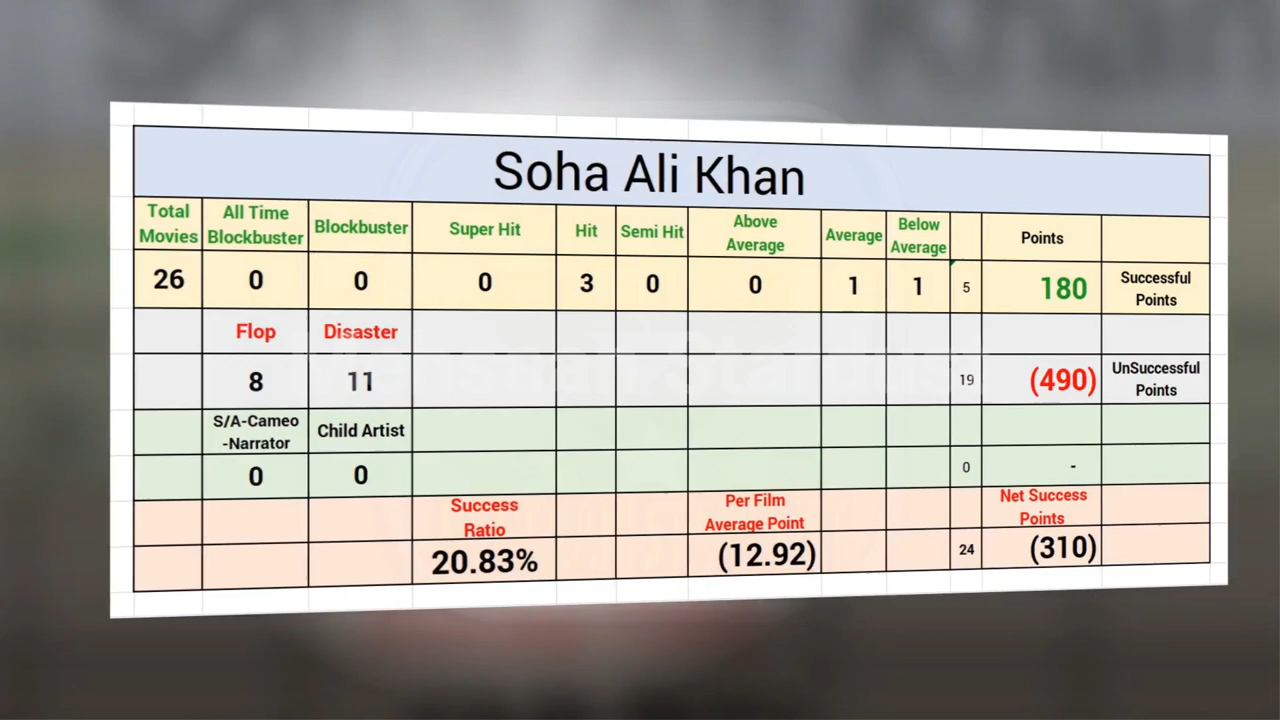 Soha Ali Khan
Total Movies All Time Blockbuster Blockbuster Super Hit Hit Semi Hit Above Average Average Below Average Points
26 0 0 0 3 0 0 1 1 5 180 Successful Points
Flop Disaster
8 11 19 (490) UnSuccessful Points
S/A-Cameo -Narrator Child Artist
0 0 0 -
Success Ratio Per Film Average Point Net Success Points
20.83% (12.92) 24 (310)